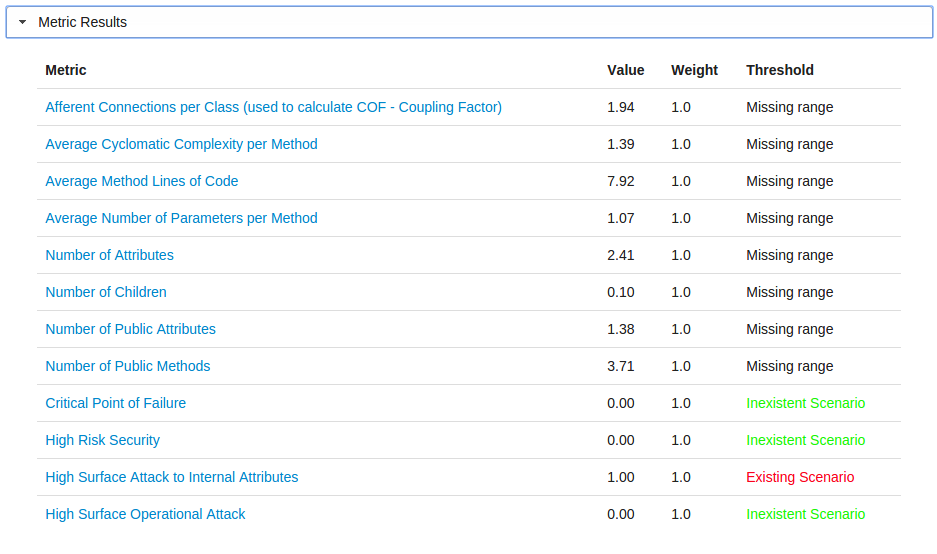 Metric Results
Metric Value Weight Threshold
Afferent Connections per Class (used to calculate COF - Coupling Factor) 1.94 1.0 Missing range
Average Cyclomatic Complexity per Method 1.39 1.0 Missing range
Average Method Lines of Code 7.92 1.0 Missing range
Average Number of Parameters per Method 1.07 1.0 Missing range
Number of Attributes 2.41 1.0 Missing range
Number of Children 0.10 1.0 Missing range
Number of Public Attributes 1.38 1.0 Missing range
Number of Public Methods 3.71 1.0 Missing range
Critical Point of Failure 0.00 1.0 Inexistent Scenario
High Risk Security 0.00 1.0 Inexistent Scenario
High Surface Attack to Internal Attributes 1.00 1.0 Existing Scenario
High Surface Operational Attack 0.00 1.0 Inexistent Scenario